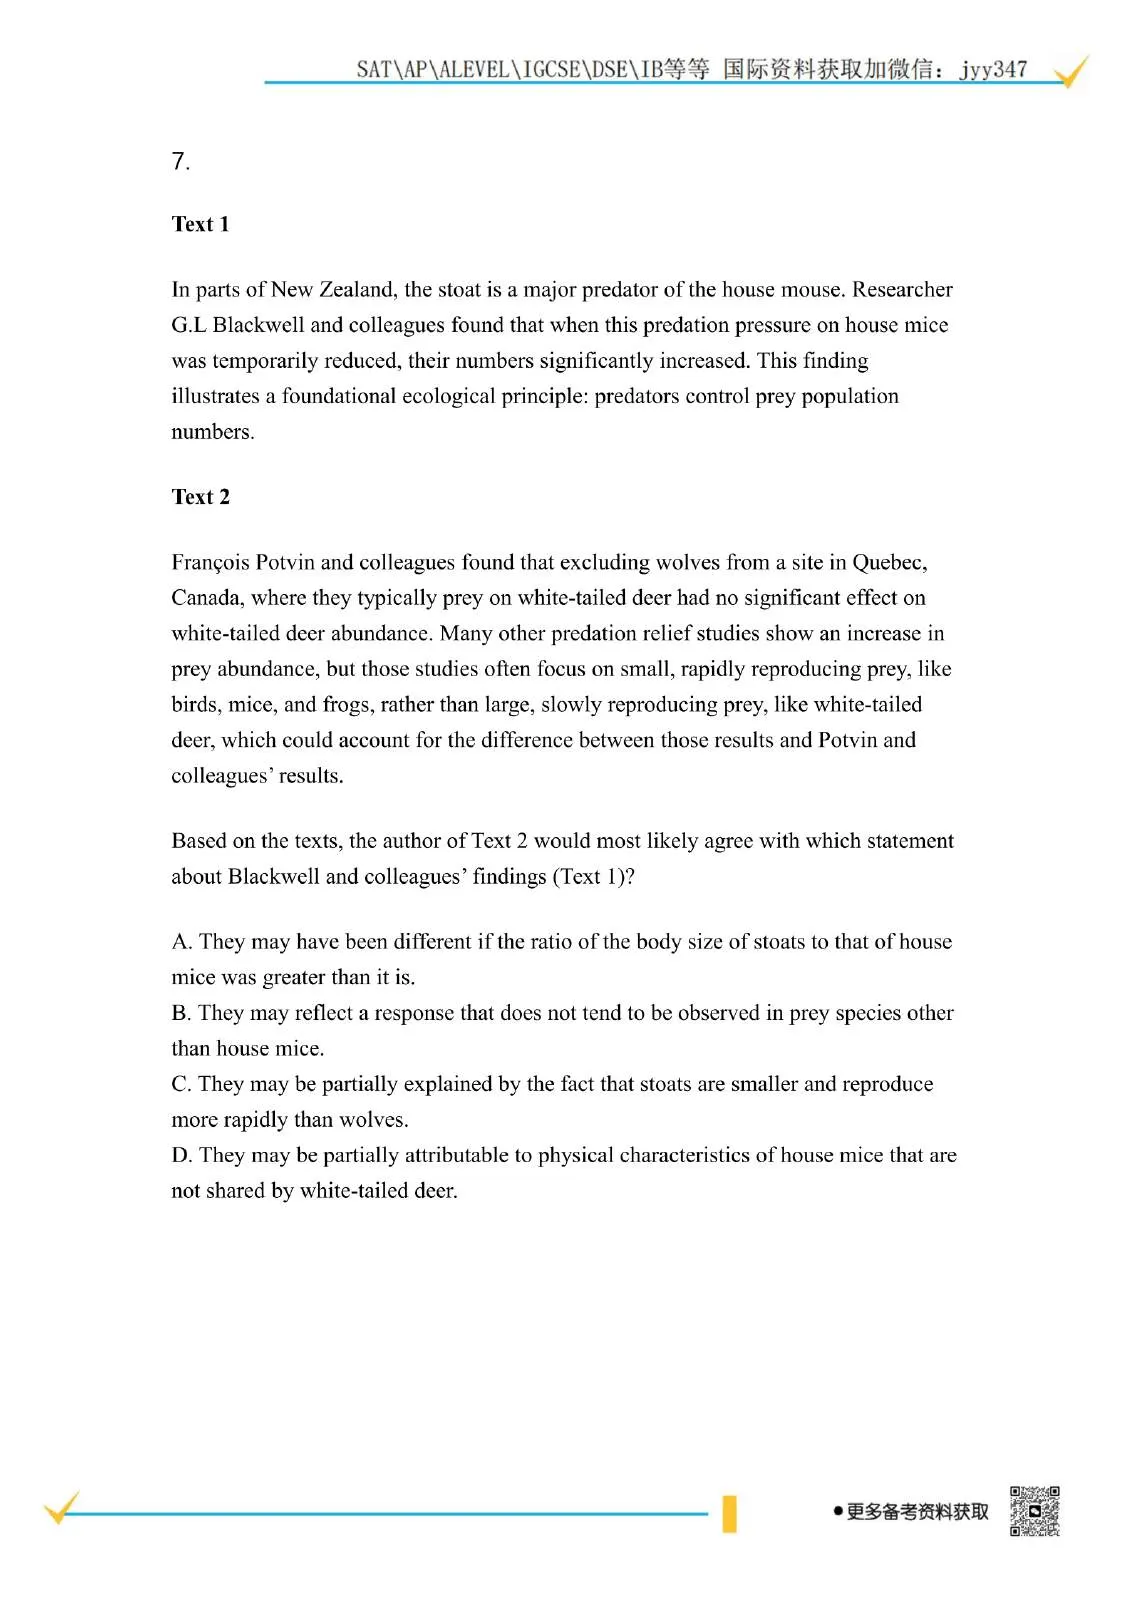 SAT\AP\ALEVEL\IGCSE\DSE\IB等等 国际资料获取加微信：jyy347
7.
Text 1
In parts of New Zealand, the stoat is a major predator of the house mouse. Researcher
G.L Blackwell and colleagues found that when this predation pressure on house mice
was temporarily reduced, their numbers significantly increased. This finding
illustrates a foundational ecological principle: predators control prey population
numbers.
Text 2
François Potvin and colleagues found that excluding wolves from a site in Quebec,
Canada, where they typically prey on white-tailed deer had no significant effect on
white-tailed deer abundance. Many other predation relief studies show an increase in
prey abundance, but those studies often focus on small, rapidly reproducing prey, like
birds, mice, and frogs, rather than large, slowly reproducing prey, like white-tailed
deer, which could account for the difference between those results and Potvin and
colleagues’ results.
Based on the texts, the author of Text 2 would most likely agree with which statement
about Blackwell and colleagues’ findings (Text 1)?
A. They may have been different if the ratio of the body size of stoats to that of house
mice was greater than it is.
B. They may reflect a response that does not tend to be observed in prey species other
than house mice.
C. They may be partially explained by the fact that stoats are smaller and reproduce
more rapidly than wolves.
D. They may be partially attributable to physical characteristics of house mice that are
not shared by white-tailed deer.
●更多备考资料获取